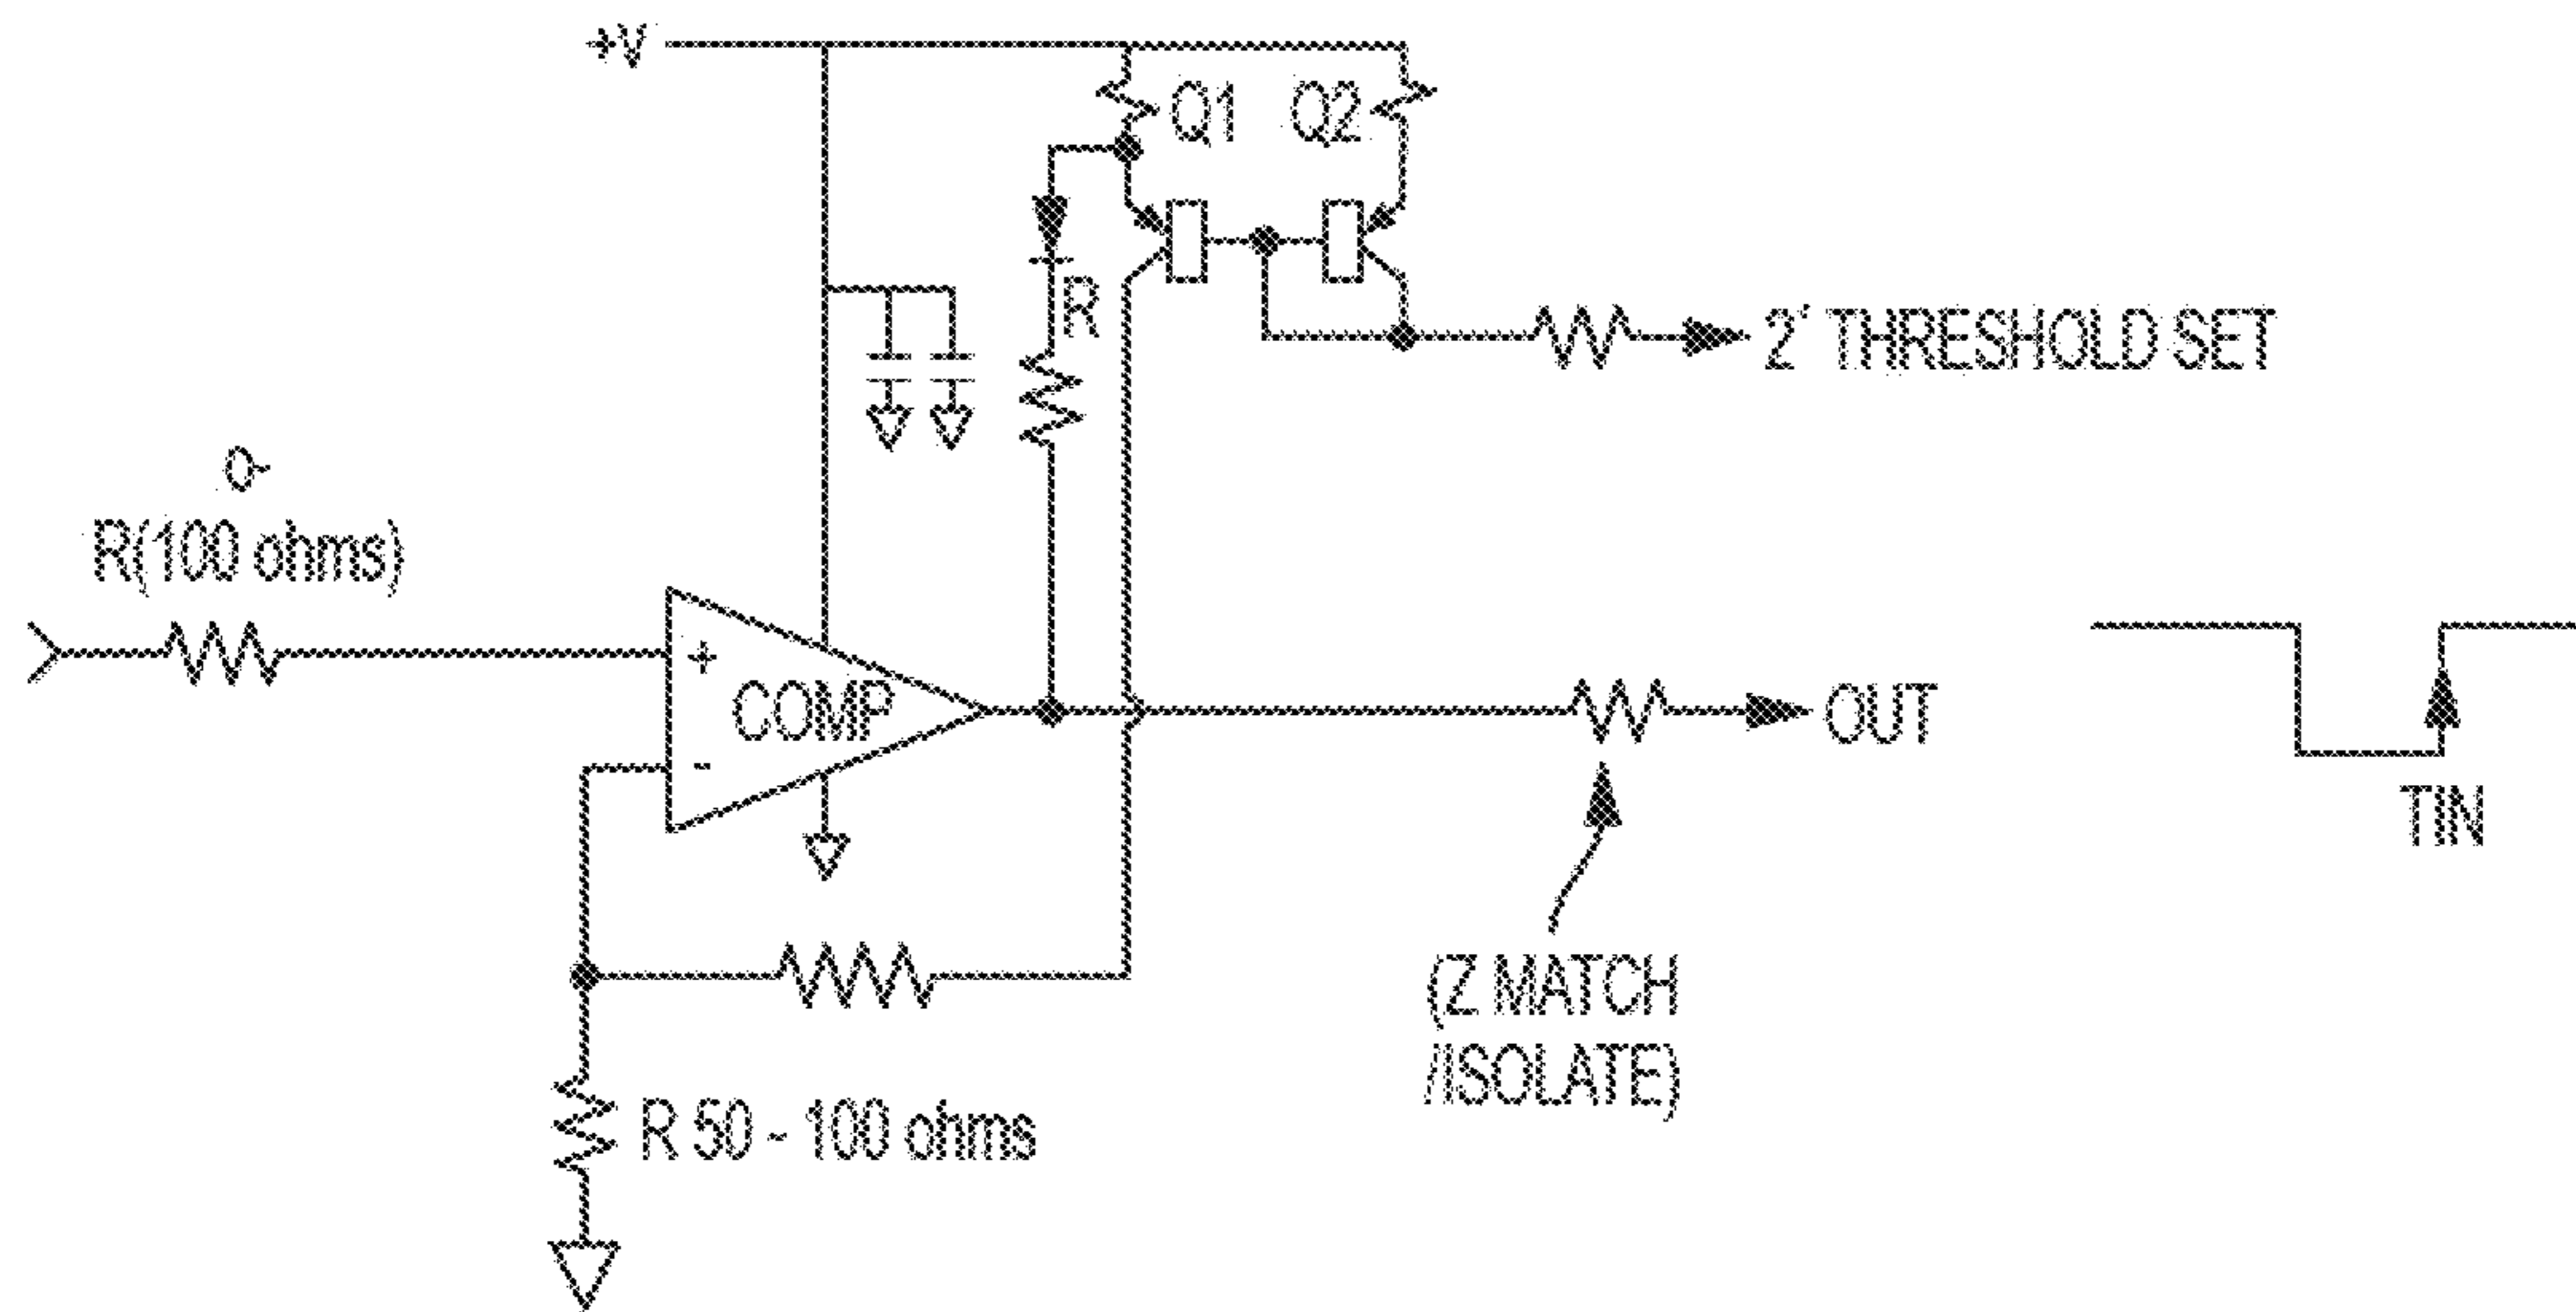 +V
Q1 Q2
R
2' THRESHOLD SET
R(100 ohms)
+
COMP
-
OUT
TIN
(Z MATCH
/ISOLATE)
R 50 - 100 ohms